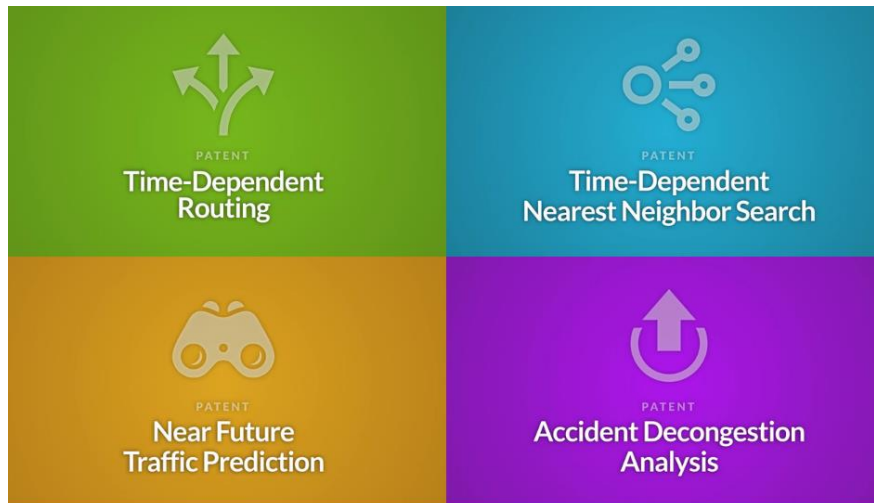 PATENT
Time-Dependent
Routing
PATENT
Time-Dependent
Nearest Neighbor Search
PATENT
Near Future
Traffic Prediction
PATENT
Accident Decongestion
Analysis